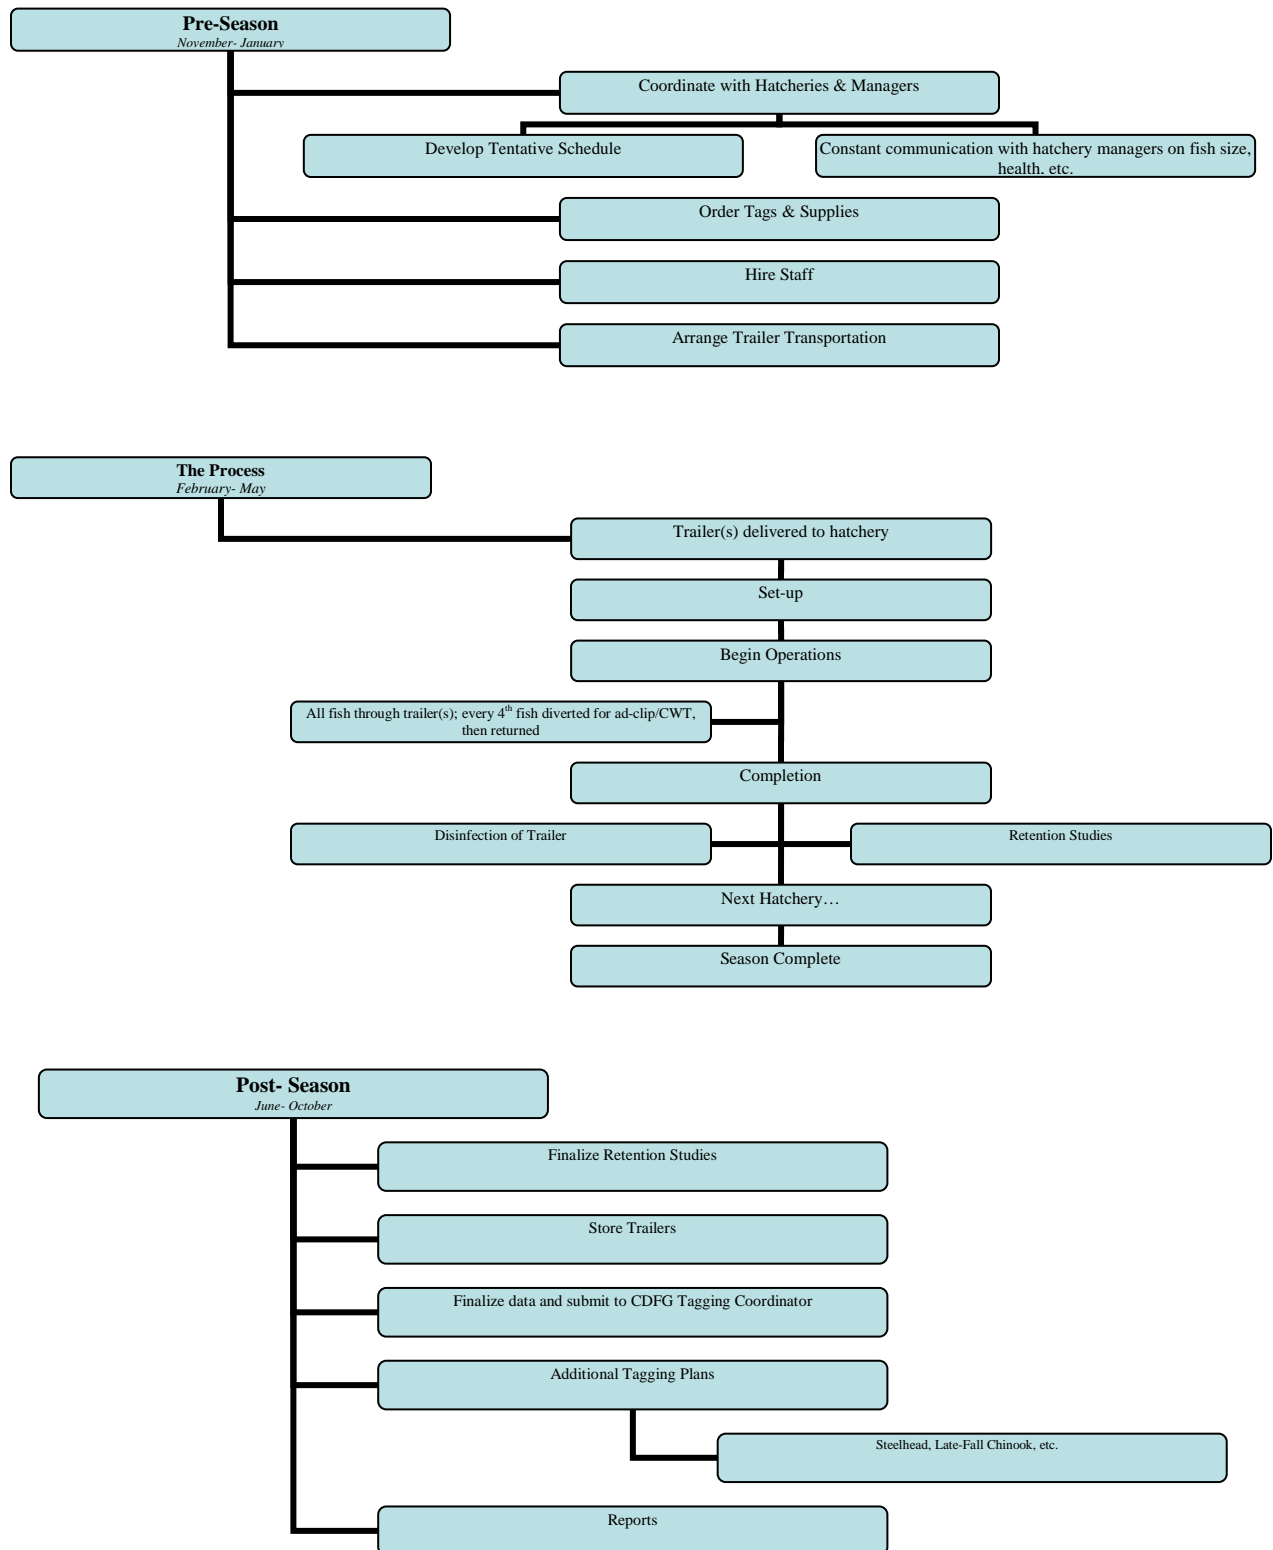 Pre-Season
November- January
Coordinate with Hatcheries & Managers
Develop Tentative Schedule
Constant communication with hatchery managers on fish size,
health, etc.
Order Tags & Supplies
Hire Staff
Arrange Trailer Transportation
The Process
February- May
Trailer(s) delivered to hatchery
Set-up
Begin Operations
All fish through trailer(s); every 4th fish diverted for ad-clip/CWT,
then returned
Completion
Disinfection of Trailer
Retention Studies
Next Hatchery…
Season Complete
Post- Season
June- October
Finalize Retention Studies
Store Trailers
Finalize data and submit to CDFG Tagging Coordinator
Additional Tagging Plans
Steelhead, Late-Fall Chinook, etc.
Reports